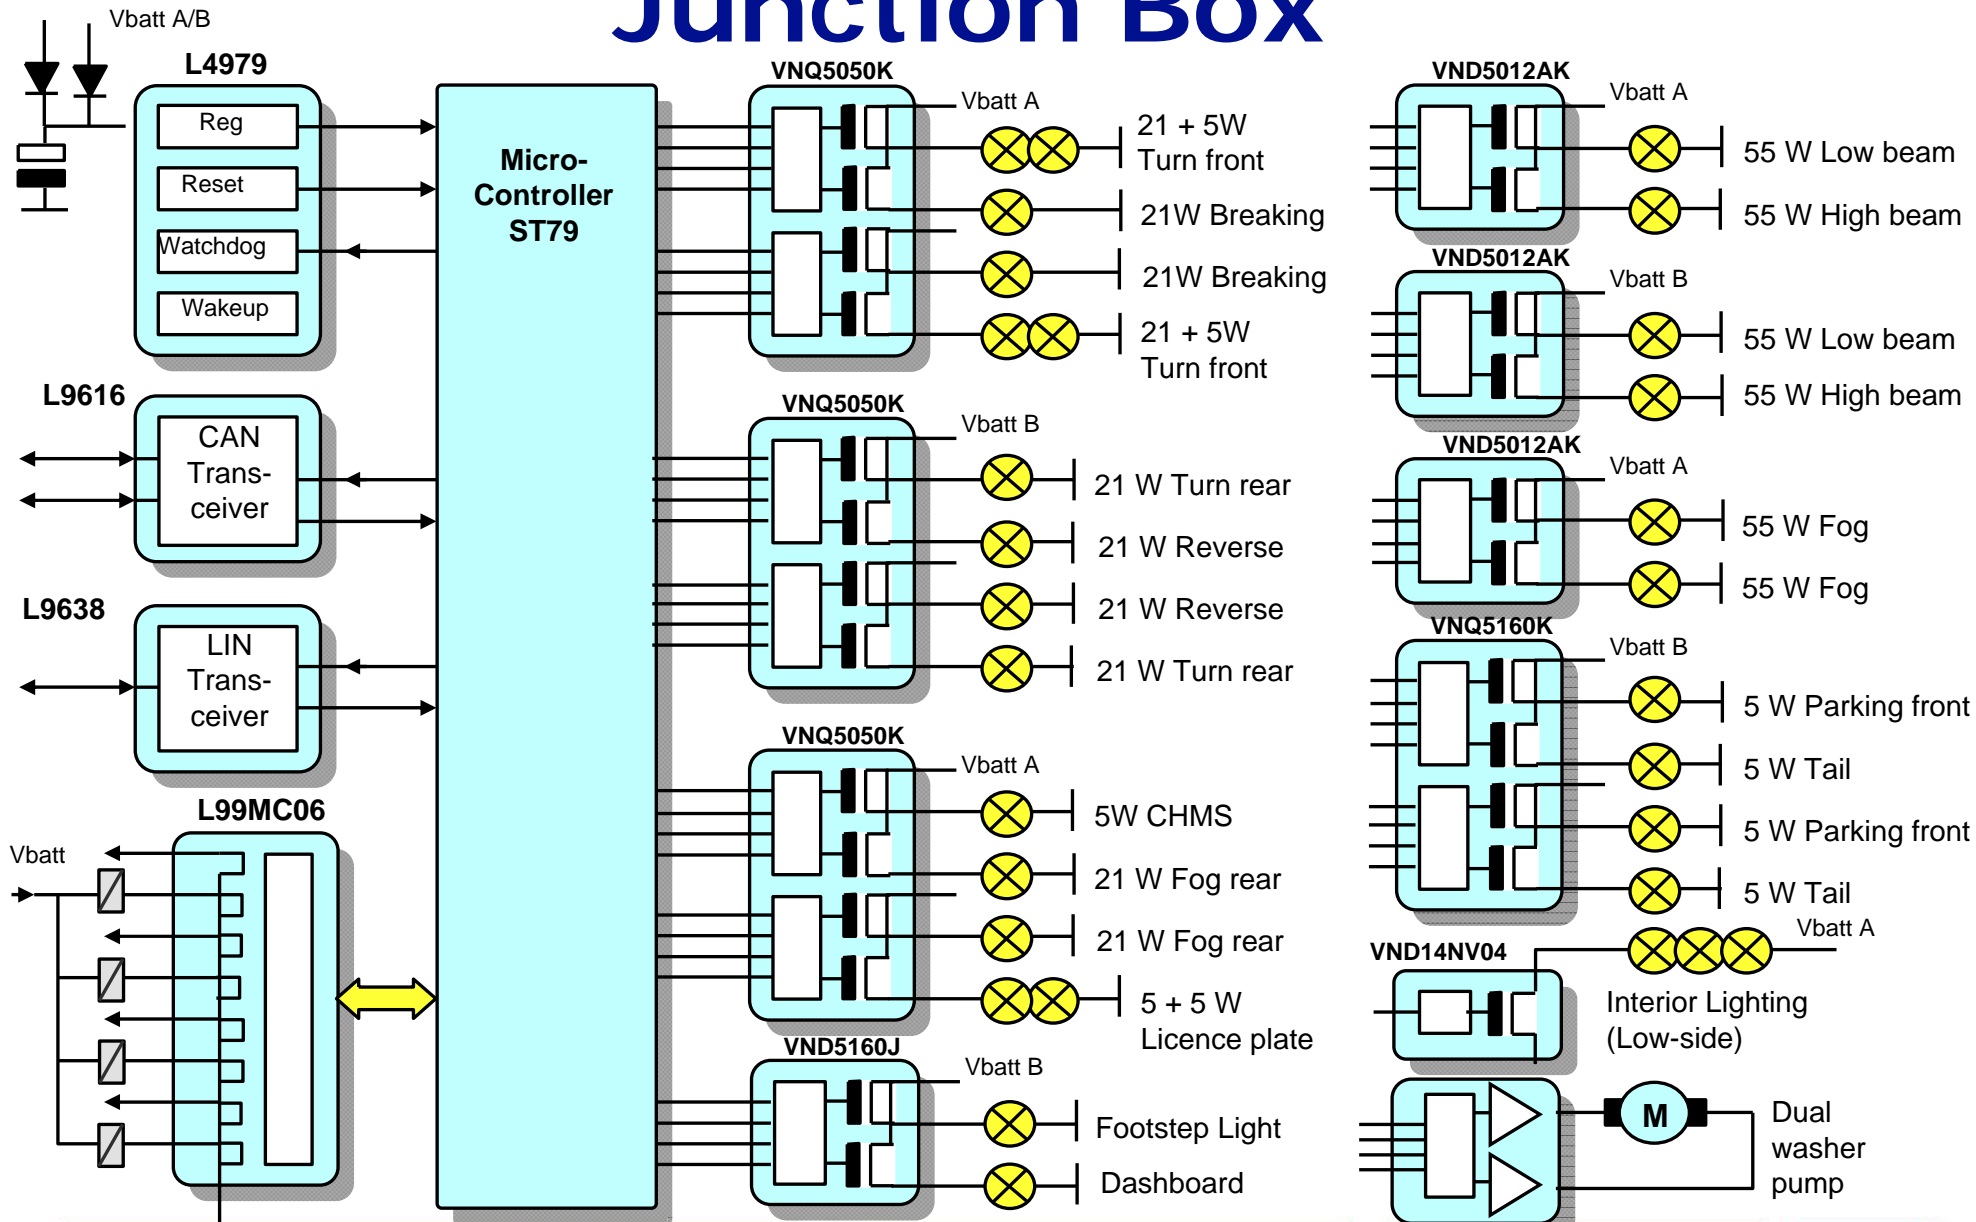 Junction Box
Vbatt A/B
L4979
Reg
Reset
Watchdog
Wakeup
L9616
CAN
Trans-
ceiver
L9638
LIN
Trans-
ceiver
L99MC06
Vbatt
Micro-
Controller
ST79
VNQ5050K
Vbatt A
21 + 5W
Turn front
21W Breaking
21W Breaking
21 + 5W
Turn front
VNQ5050K
Vbatt B
21 W Turn rear
21 W Reverse
21 W Reverse
21 W Turn rear
VNQ5050K
Vbatt A
5W CHMS
21 W Fog rear
21 W Fog rear
5 + 5 W
Licence plate
VND5160J
Vbatt B
Footstep Light
Dashboard
VND5012AK
Vbatt A
55 W Low beam
55 W High beam
VND5012AK
Vbatt B
55 W Low beam
55 W High beam
VND5012AK
Vbatt A
55 W Fog
55 W Fog
VNQ5160K
Vbatt B
5 W Parking front
5 W Tail
5 W Parking front
5 W Tail
Vbatt A
VND14NV04
Interior Lighting
(Low-side)
M
Dual
washer
pump